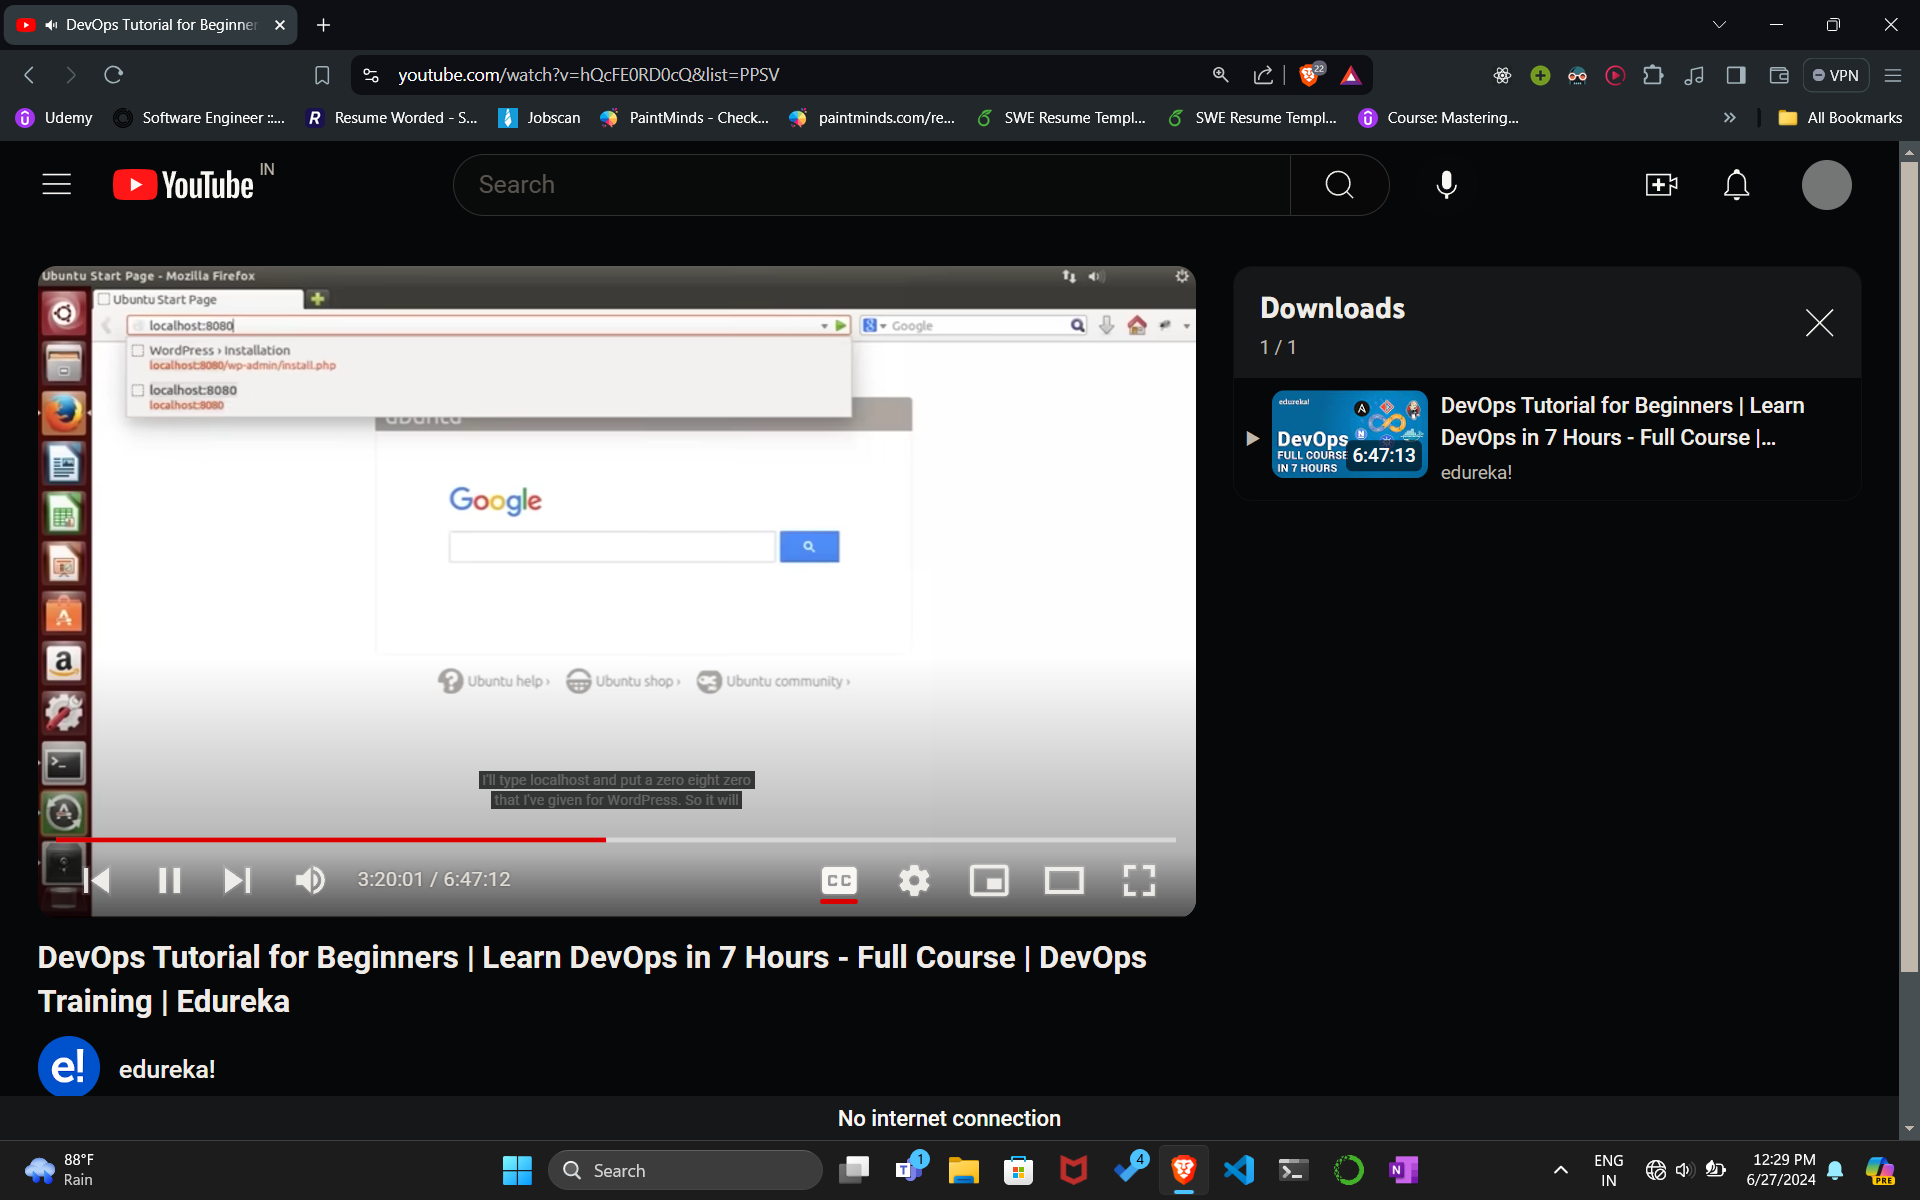 DevOps Tutorial for Beginner
youtube.com/watch?v=hQcFE0RD0cQ&list=PPSV
22
VPN
Udemy
Software Engineer ::...
Resume Worded - S...
Jobscan
PaintMinds - Check...
paintminds.com/re...
SWE Resume Templ...
SWE Resume Templ...
Course: Mastering...
All Bookmarks
YouTube IN
Search
Ubuntu Start Page - Mozilla Firefox
Ubuntu Start Page
localhost:8080
Google
WordPress › Installation
localhost:8080/wp-admin/install.php
localhost:8080
localhost:8080
ubuntu
Google
Ubuntu help ›
Ubuntu shop ›
Ubuntu community ›
I'll type localhost and put a zero eight zero
that I've given for WordPress. So it will
3:20:01 / 6:47:12
CC
Downloads
1 / 1
edureka!
DevOps
FULL COURSE
IN 7 HOURS
6:47:13
DevOps Tutorial for Beginners | Learn
DevOps in 7 Hours - Full Course |...
edureka!
DevOps Tutorial for Beginners | Learn DevOps in 7 Hours - Full Course | DevOps
Training | Edureka
e!
edureka!
No internet connection
88°F
Rain
Search
1
4
ENG
IN
12:29 PM
6/27/2024
PRE